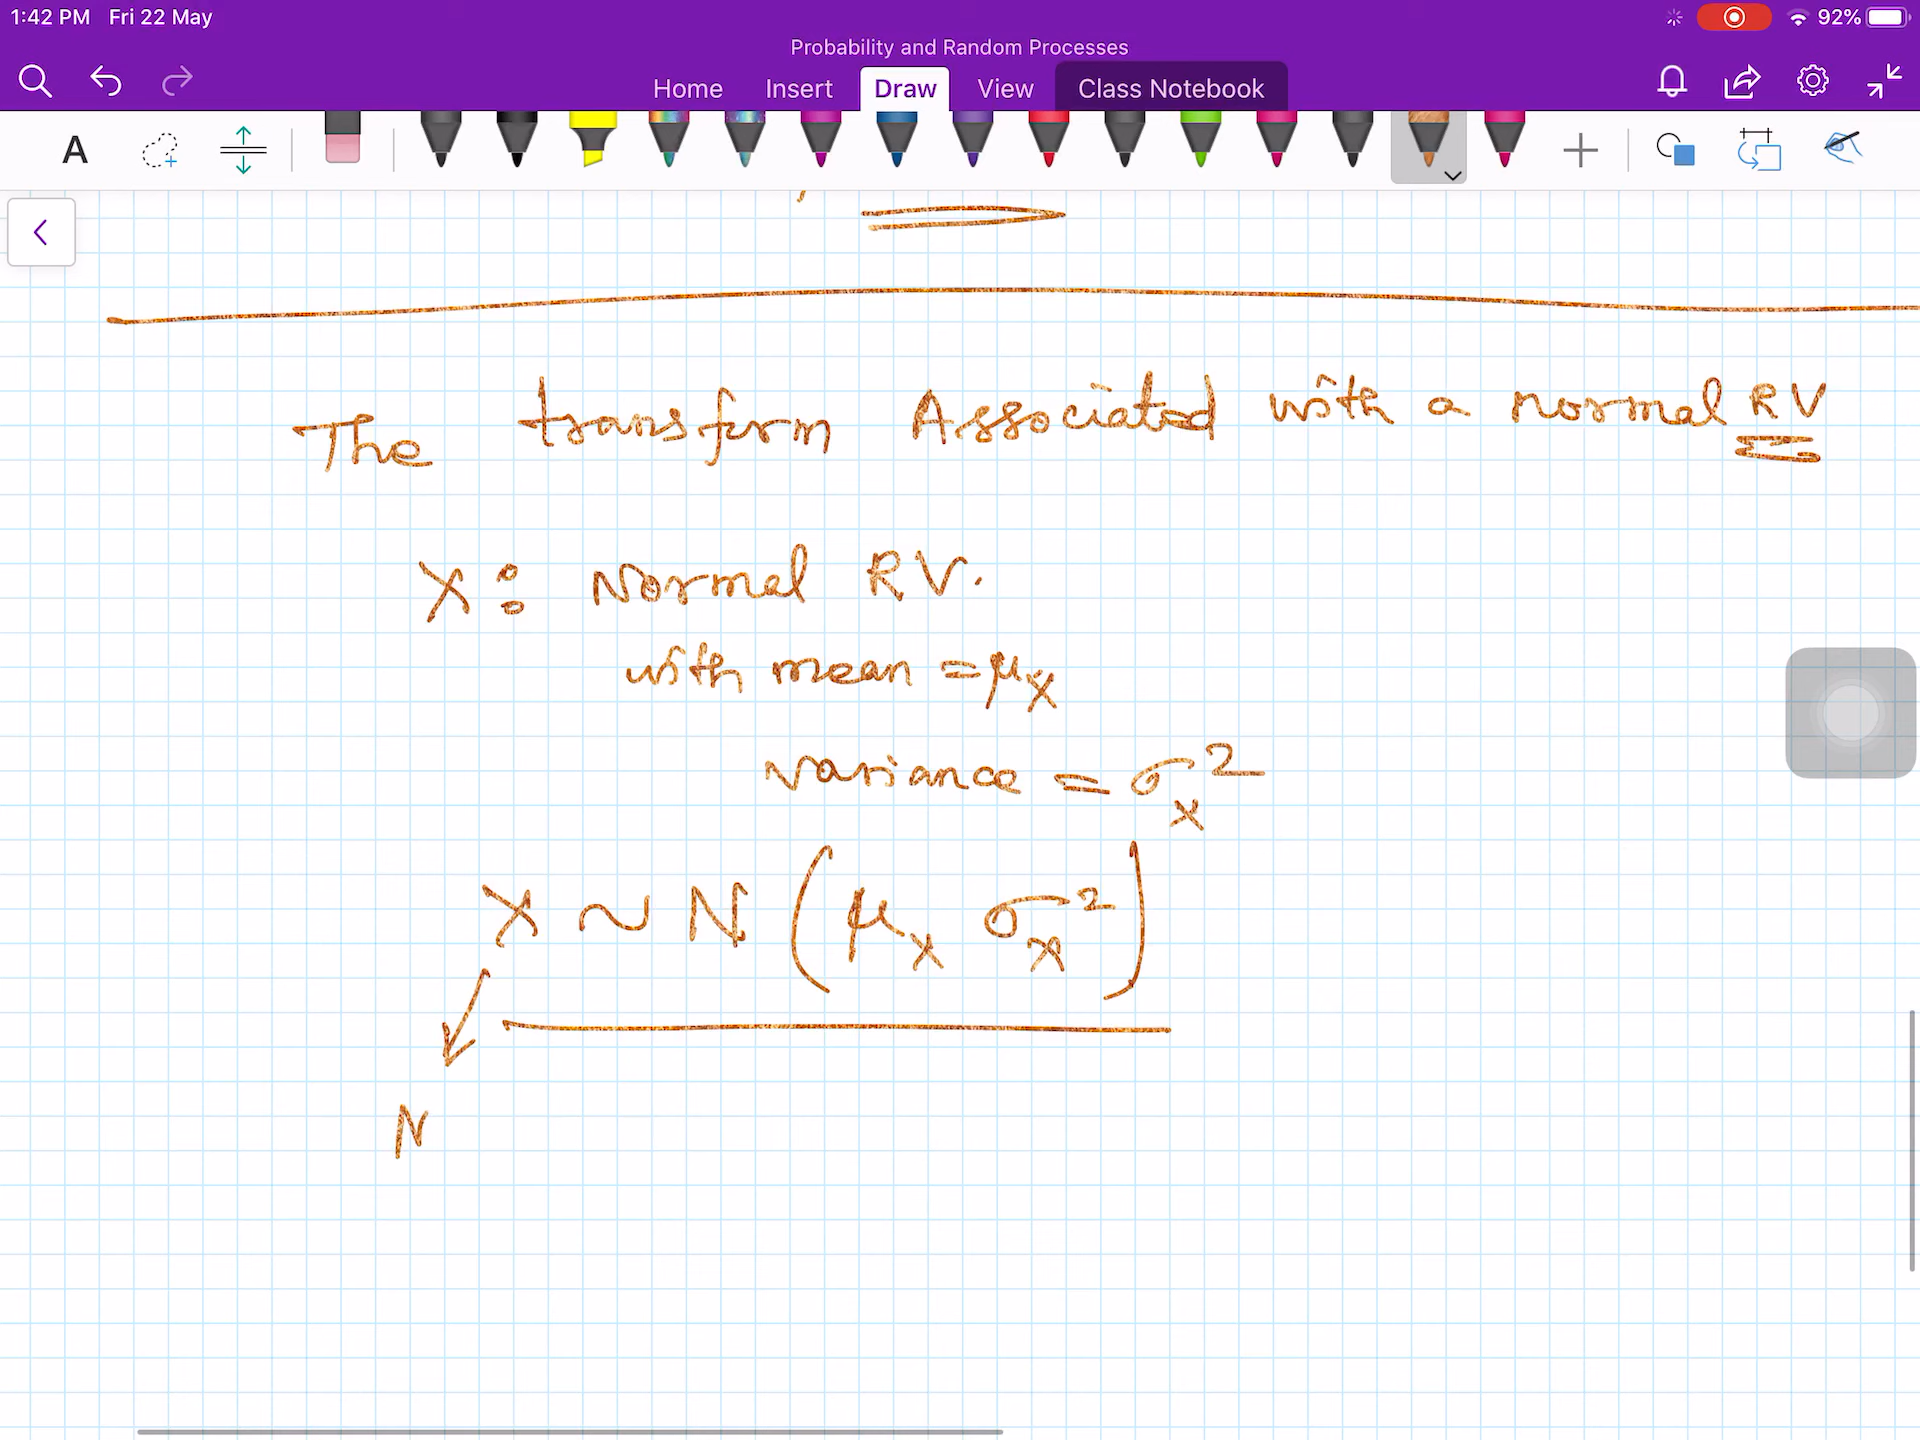 1:42 PM Fri 22 May
92%
Probability and Random Processes
Home Insert Draw View Class Notebook
A
The transform Associated with a normal RV
X : Normal RV.
with mean = μx
variance = σx²
X ~ N (μx σx²)
N